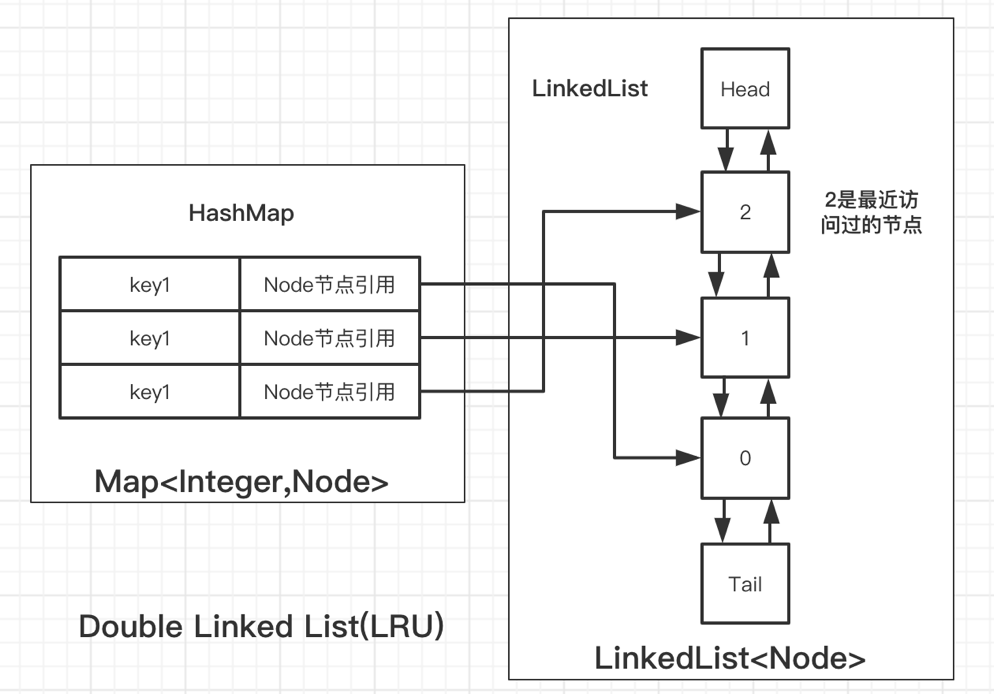 HashMap
key1 Node节点引用
key1 Node节点引用
key1 Node节点引用
Map<Integer,Node>
Double Linked List(LRU)
LinkedList
Head
2
2是最近访
问过的节点
1
0
Tail
LinkedList<Node>